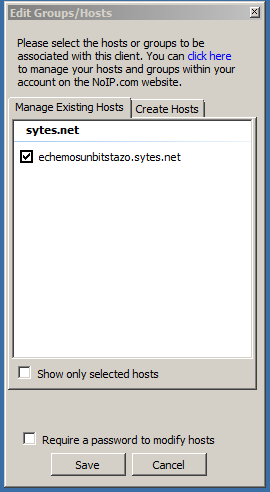 Edit Groups/Hosts
Please select the hosts or groups to be
associated with this client. You can click here
to manage your hosts and groups within your
account on the NoIP.com website.
Manage Existing Hosts
Create Hosts
sytes.net
echemosunbitstazo.sytes.net
Show only selected hosts
Require a password to modify hosts
Save
Cancel